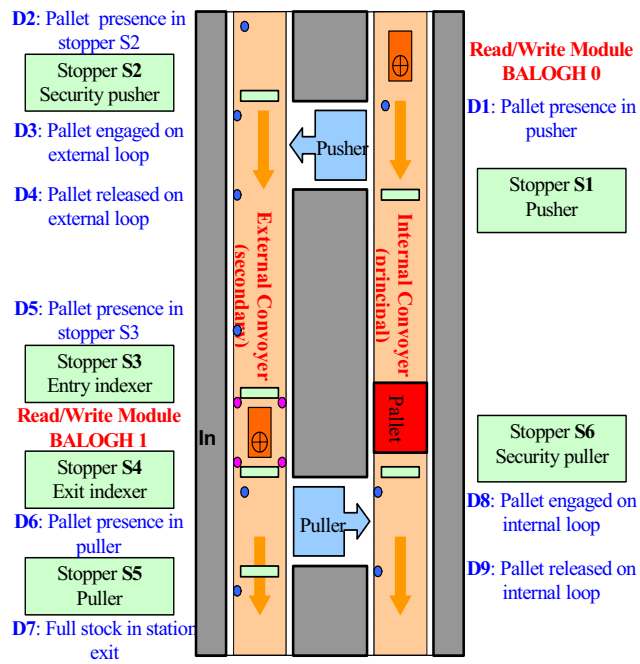 D2: Pallet presence in
stopper S2
Stopper S2
Security pusher
D3: Pallet engaged on
external loop
D4: Pallet released on
external loop
D5: Pallet presence in
stopper S3
Stopper S3
Entry indexer
Read/Write Module
BALOGH 1
Stopper S4
Exit indexer
D6: Pallet presence in
puller
Stopper S5
Puller
D7: Full stock in station
exit
In
External Convoyer
(secondary)
Pusher
Puller
Internal Convoyer
(principal)
Pallet
Read/Write Module
BALOGH 0
D1: Pallet presence in
pusher
Stopper S1
Pusher
Stopper S6
Security puller
D8: Pallet engaged on
internal loop
D9: Pallet released on
internal loop